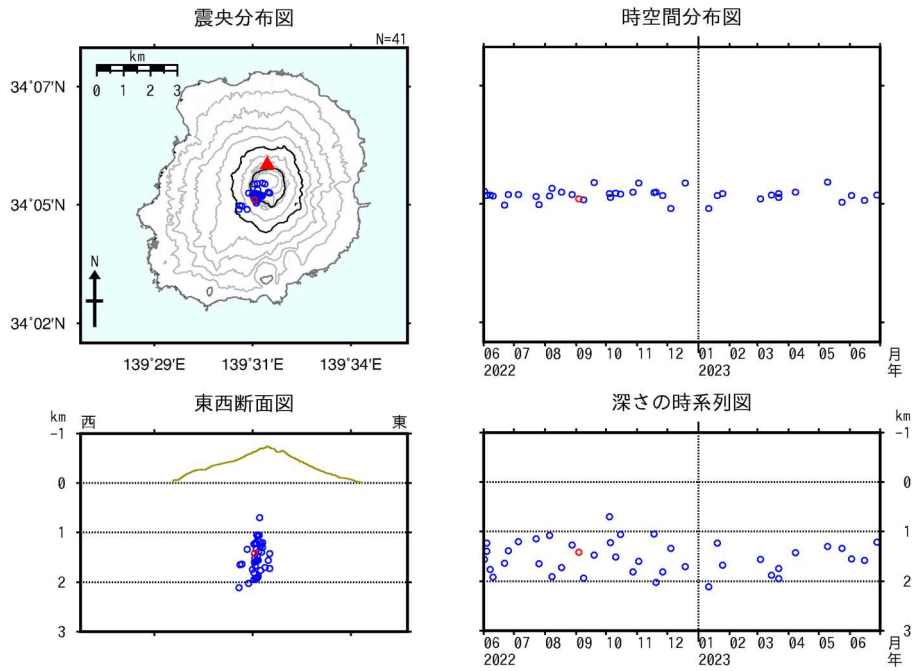 震央分布図
N=41
km
0 1 2 3
34°07'N
34°05'N
34°02'N
N
139°29'E 139°31'E 139°34'E
時空間分布図
06 07 08 09 10 11 12 01 02 03 04 05 06 月
2022 2023 年
東西断面図
km 西 東
-1
0
1
2
3
深さの時系列図
km
-1
0
1
2
3
06 07 08 09 10 11 12 01 02 03 04 05 06 月
2022 2023 年